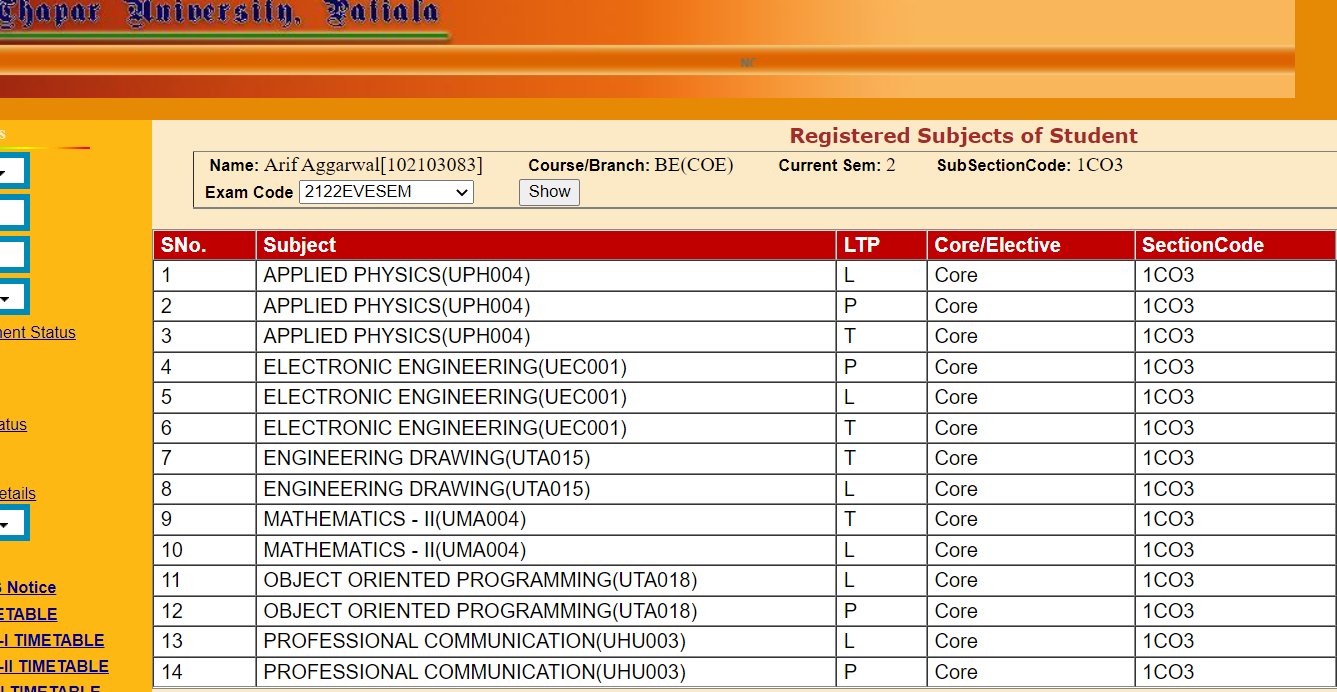 Thapar University, Patiala
Registered Subjects of Student
Name: Arif Aggarwal[102103083] Course/Branch: BE(COE) Current Sem: 2 SubSectionCode: 1CO3
Exam Code 2122EVESEM Show
SNo. Subject LTP Core/Elective SectionCode
1 APPLIED PHYSICS(UPH004) L Core 1CO3
2 APPLIED PHYSICS(UPH004) P Core 1CO3
3 APPLIED PHYSICS(UPH004) T Core 1CO3
4 ELECTRONIC ENGINEERING(UEC001) P Core 1CO3
5 ELECTRONIC ENGINEERING(UEC001) L Core 1CO3
6 ELECTRONIC ENGINEERING(UEC001) T Core 1CO3
7 ENGINEERING DRAWING(UTA015) T Core 1CO3
8 ENGINEERING DRAWING(UTA015) L Core 1CO3
9 MATHEMATICS - II(UMA004) T Core 1CO3
10 MATHEMATICS - II(UMA004) L Core 1CO3
11 OBJECT ORIENTED PROGRAMMING(UTA018) L Core 1CO3
12 OBJECT ORIENTED PROGRAMMING(UTA018) P Core 1CO3
13 PROFESSIONAL COMMUNICATION(UHU003) L Core 1CO3
14 PROFESSIONAL COMMUNICATION(UHU003) P Core 1CO3
Status
Notice
-I TIMETABLE
-II TIMETABLE
TIMETABLE